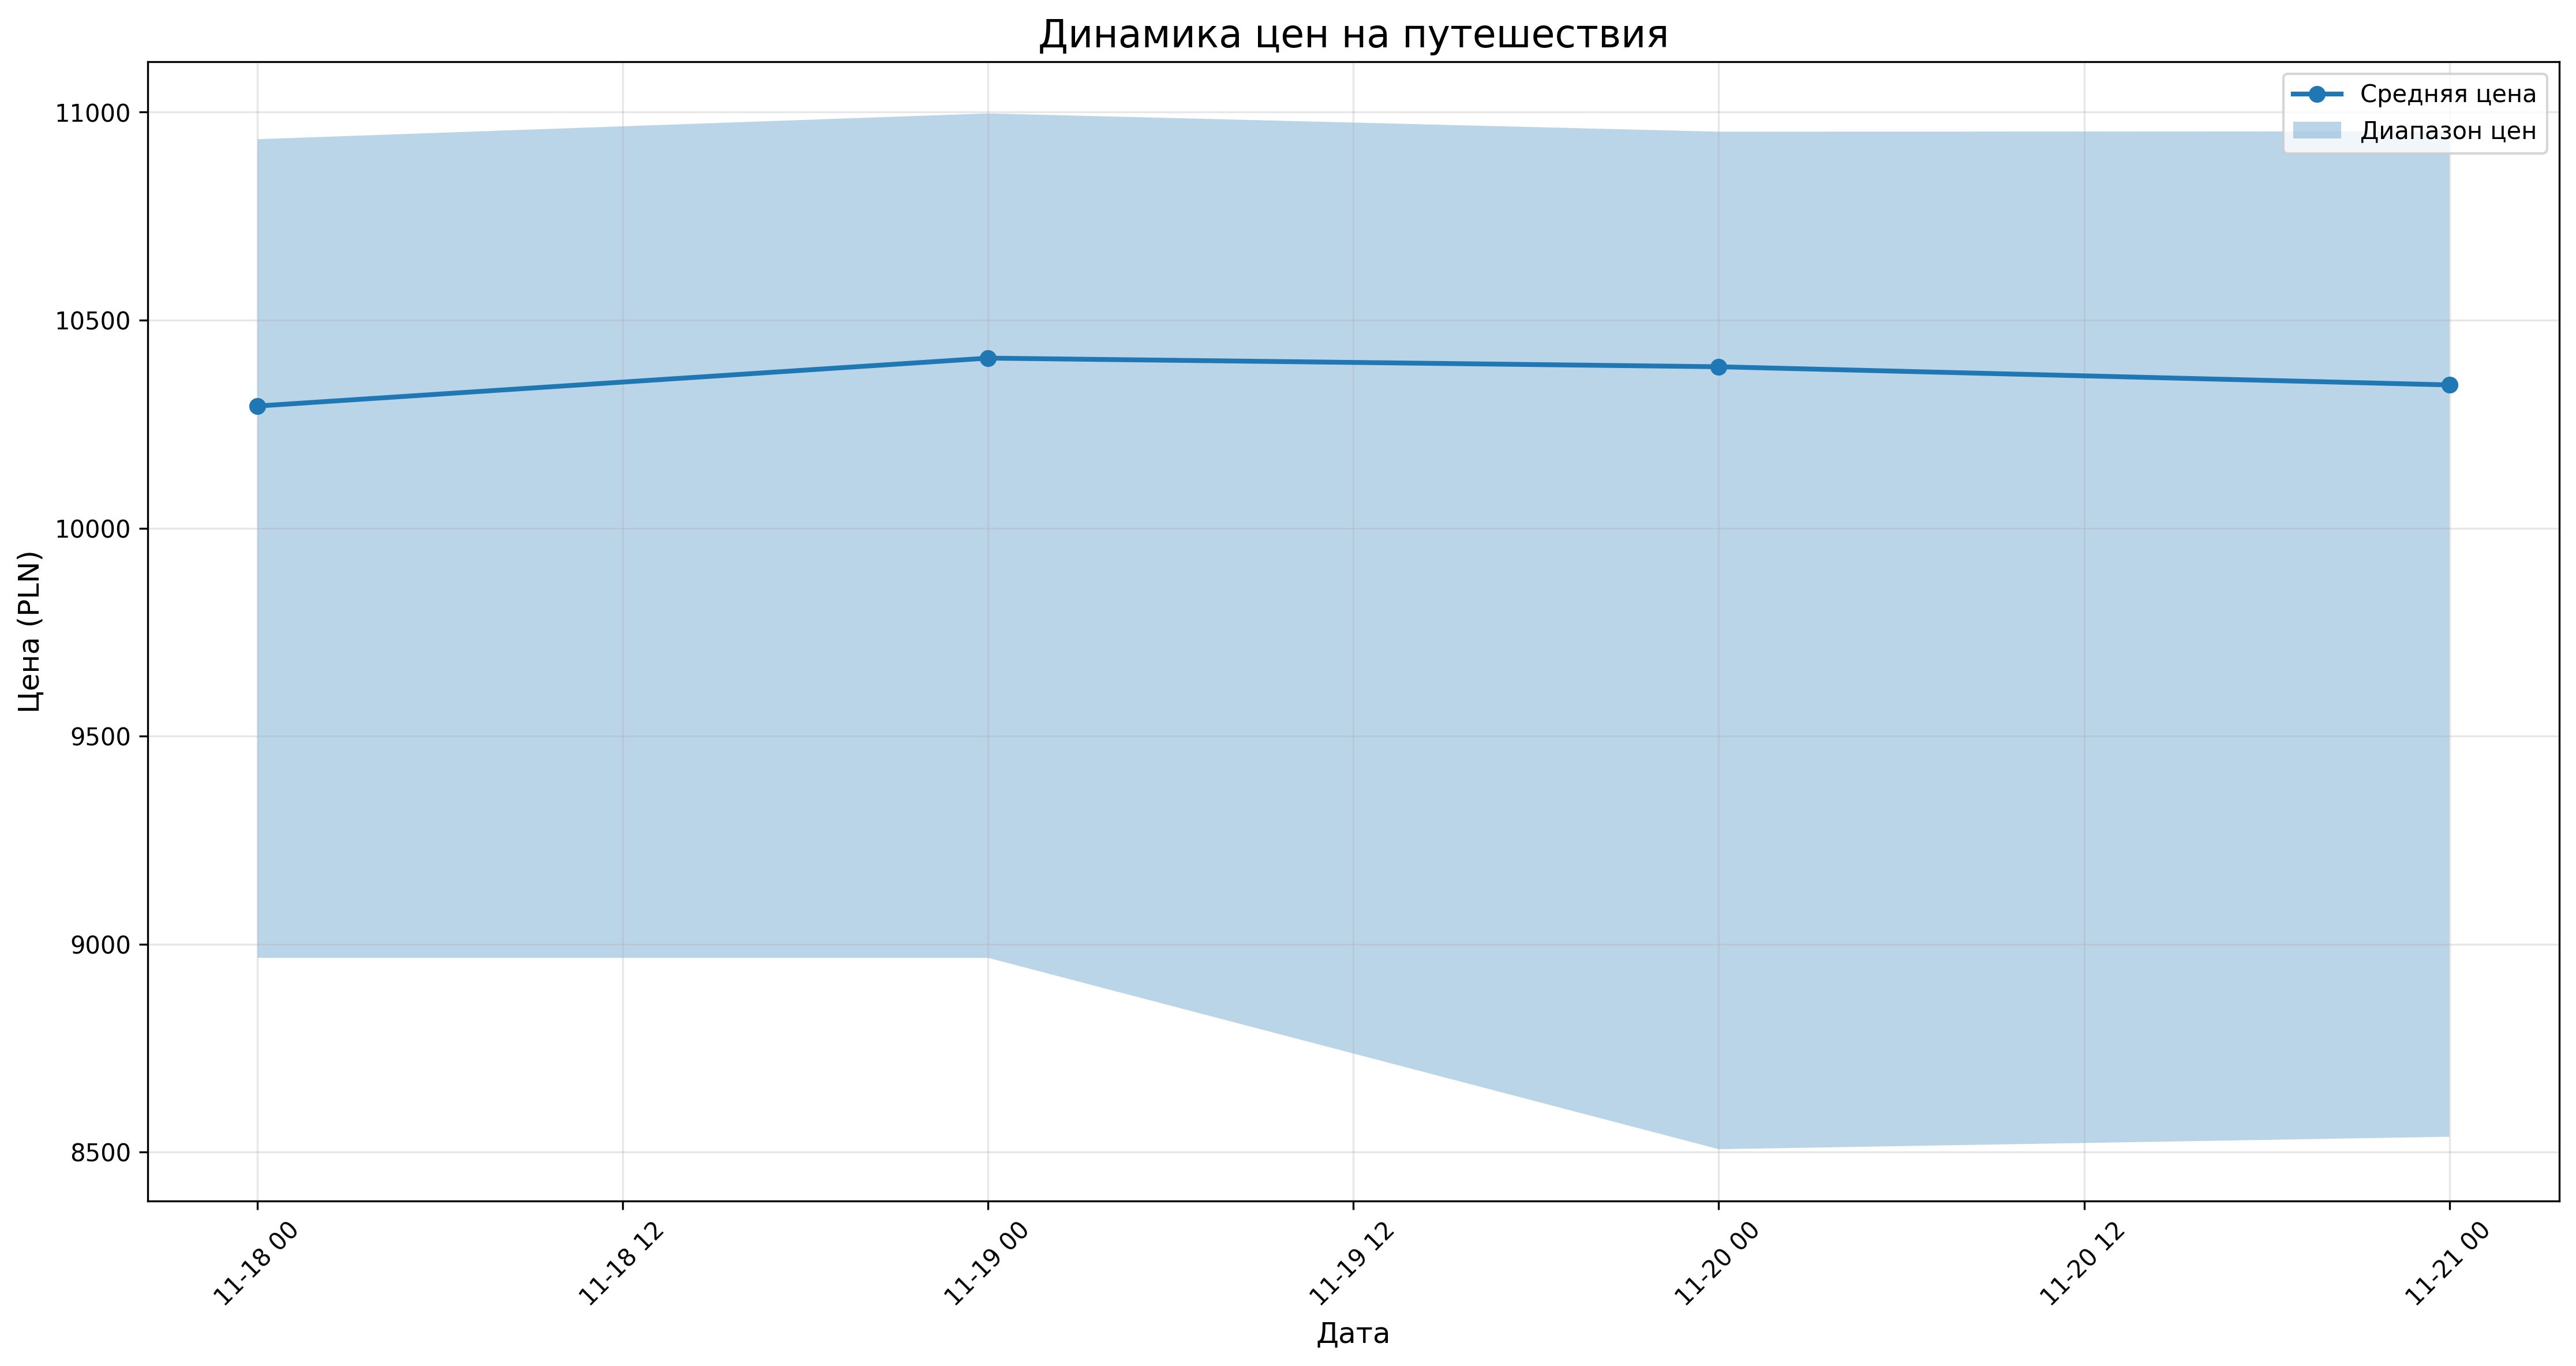 Динамика цен на путешествия
Средняя цена
Диапазон цен
Цена (PLN)
11000
10500
10000
9500
9000
8500
11-18 00
11-18 12
11-19 00
11-19 12
11-20 00
11-20 12
11-21 00
Дата